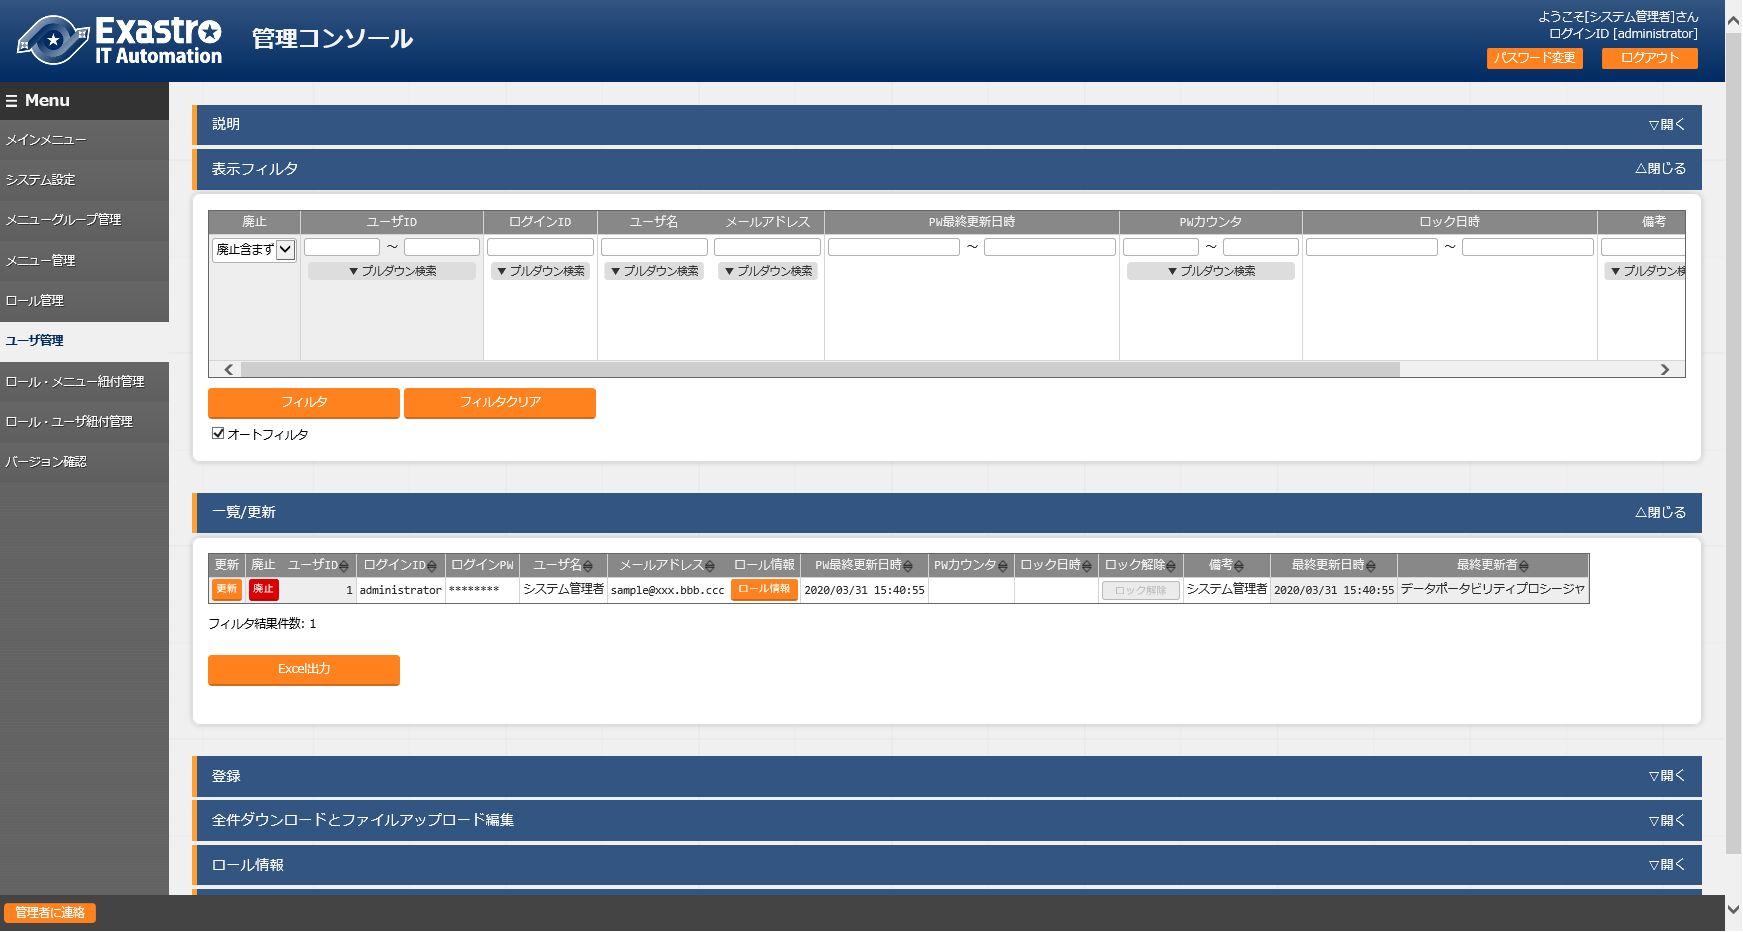 Exastro
IT Automation
管理コンソール
ようこそ[システム管理者]さん
ログインID [administrator]
パスワード変更 ログアウト
Menu
メインメニュー
システム設定
メニューグループ管理
メニュー管理
ロール管理
ユーザ管理
ロール・メニュー紐付管理
ロール・ユーザ紐付管理
バージョン確認
説明 ▽開く
表示フィルタ △閉じる
廃止 ユーザID ログインID ユーザ名 メールアドレス PW最終更新日時 PWカウンタ ロック日時 備考
廃止含まず ～ ～ ～ ～
▼プルダウン検索 ▼プルダウン検索 ▼プルダウン検索 ▼プルダウン検索 ▼プルダウン検索 ▼プルダウン検
フィルタ フィルタクリア
オートフィルタ
一覧/更新 △閉じる
更新 廃止 ユーザID ログインID ログインPW ユーザ名 メールアドレス ロール情報 PW最終更新日時 PWカウンタ ロック日時 ロック解除 備考 最終更新日時 最終更新者
更新 廃止 1 administrator ******** システム管理者 sample@xxx.bbb.ccc ロール情報 2020/03/31 15:40:55 ロック解除 システム管理者 2020/03/31 15:40:55 データポータビリティプロシージャ
フィルタ結果件数: 1
Excel出力
登録 ▽開く
全件ダウンロードとファイルアップロード編集 ▽開く
ロール情報 ▽開く
管理者に連絡